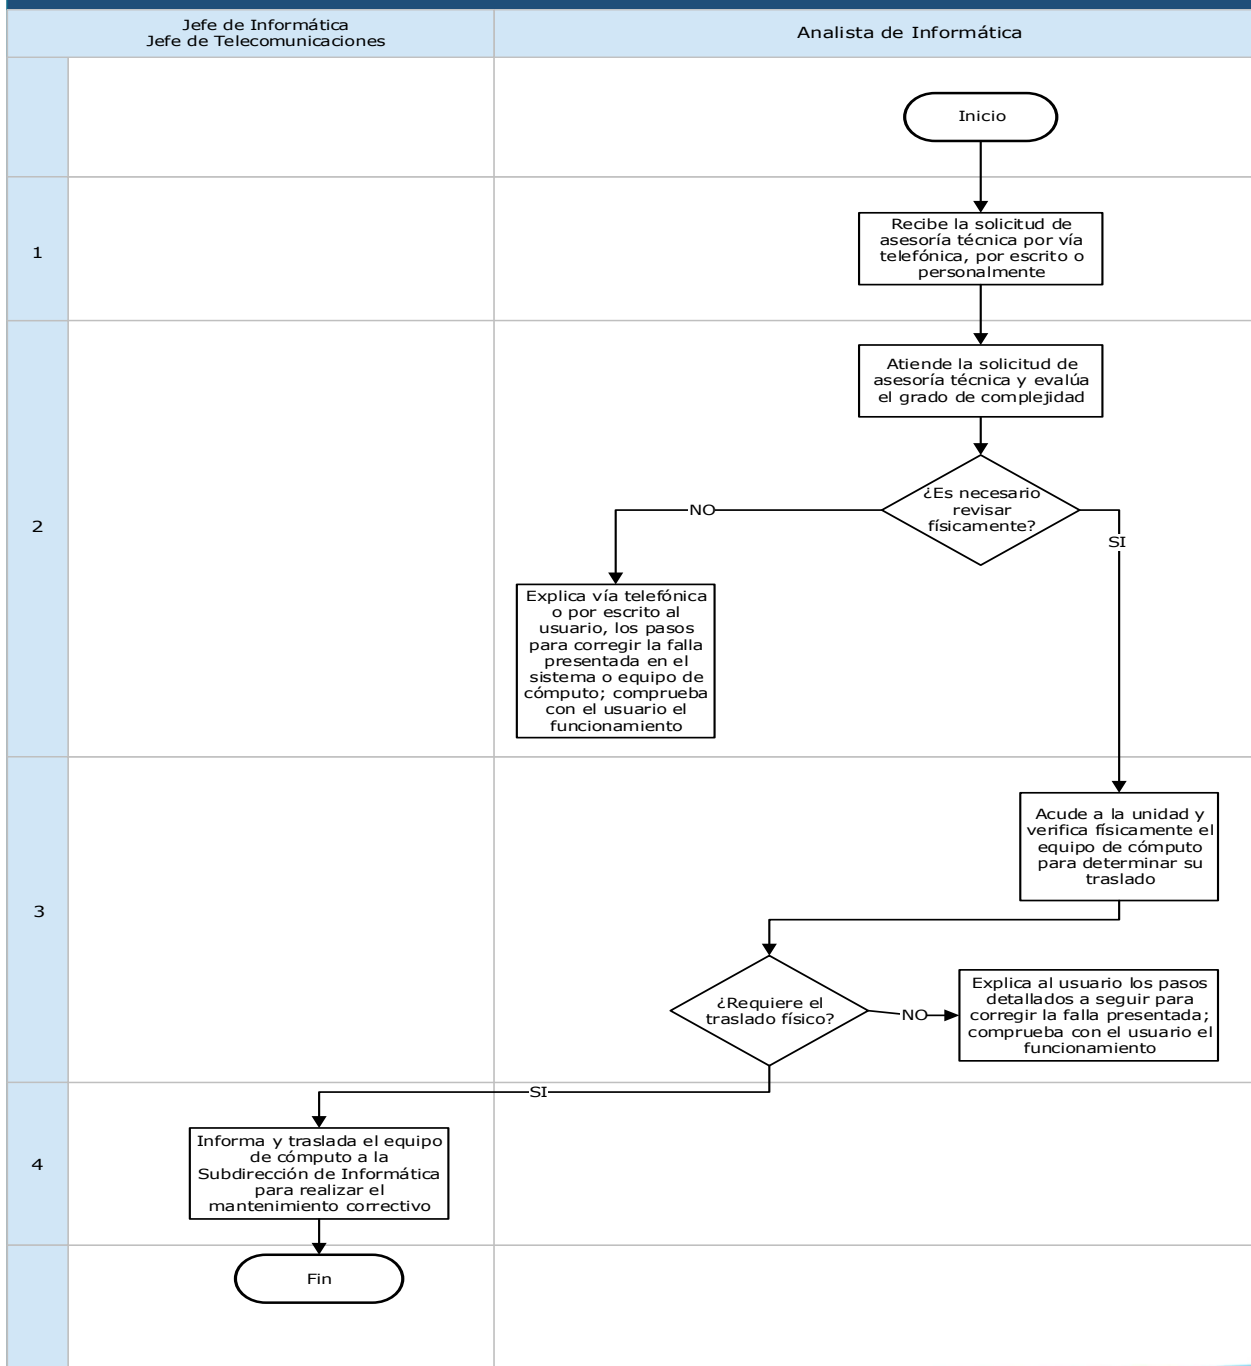 Jefe de Informática
Jefe de Telecomunicaciones
Analista de Informática
Inicio
1
Recibe la solicitud de
asesoría técnica por vía
telefónica, por escrito o
personalmente
2
Atiende la solicitud de
asesoría técnica y evalúa
el grado de complejidad
¿Es necesario
revisar
físicamente?
NO
SI
Explica vía telefónica
o por escrito al
usuario, los pasos
para corregir la falla
presentada en el
sistema o equipo de
cómputo; comprueba
con el usuario el
funcionamiento
3
Acude a la unidad y
verifica físicamente el
equipo de cómputo
para determinar su
traslado
¿Requiere el
traslado físico?
NO
Explica al usuario los pasos
detallados a seguir para
corregir la falla presentada;
comprueba con el usuario el
funcionamiento
SI
4
Informa y traslada el equipo
de cómputo a la
Subdirección de Informática
para realizar el
mantenimiento correctivo
Fin